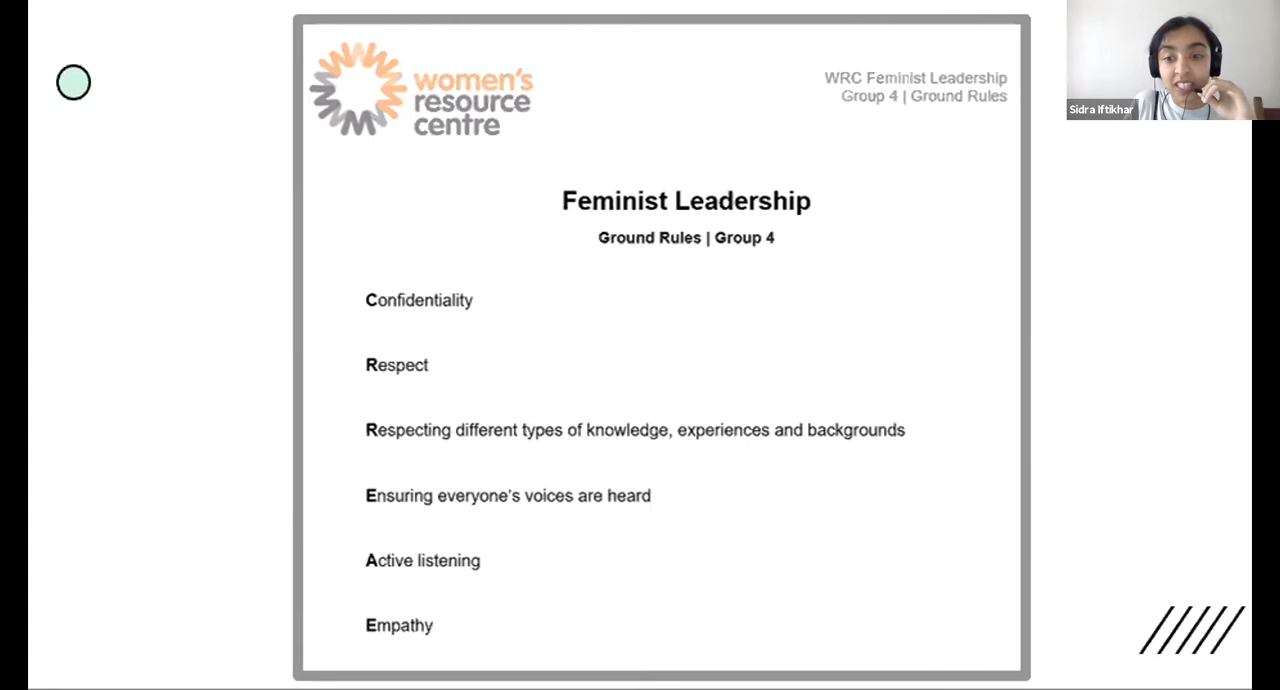 women's
resource
centre
WRC Feminist Leadership
Group 4 | Ground Rules
Sidra Iftikhar
Feminist Leadership
Ground Rules | Group 4
Confidentiality
Respect
Respecting different types of knowledge, experiences and backgrounds
Ensuring everyone's voices are heard
Active listening
Empathy